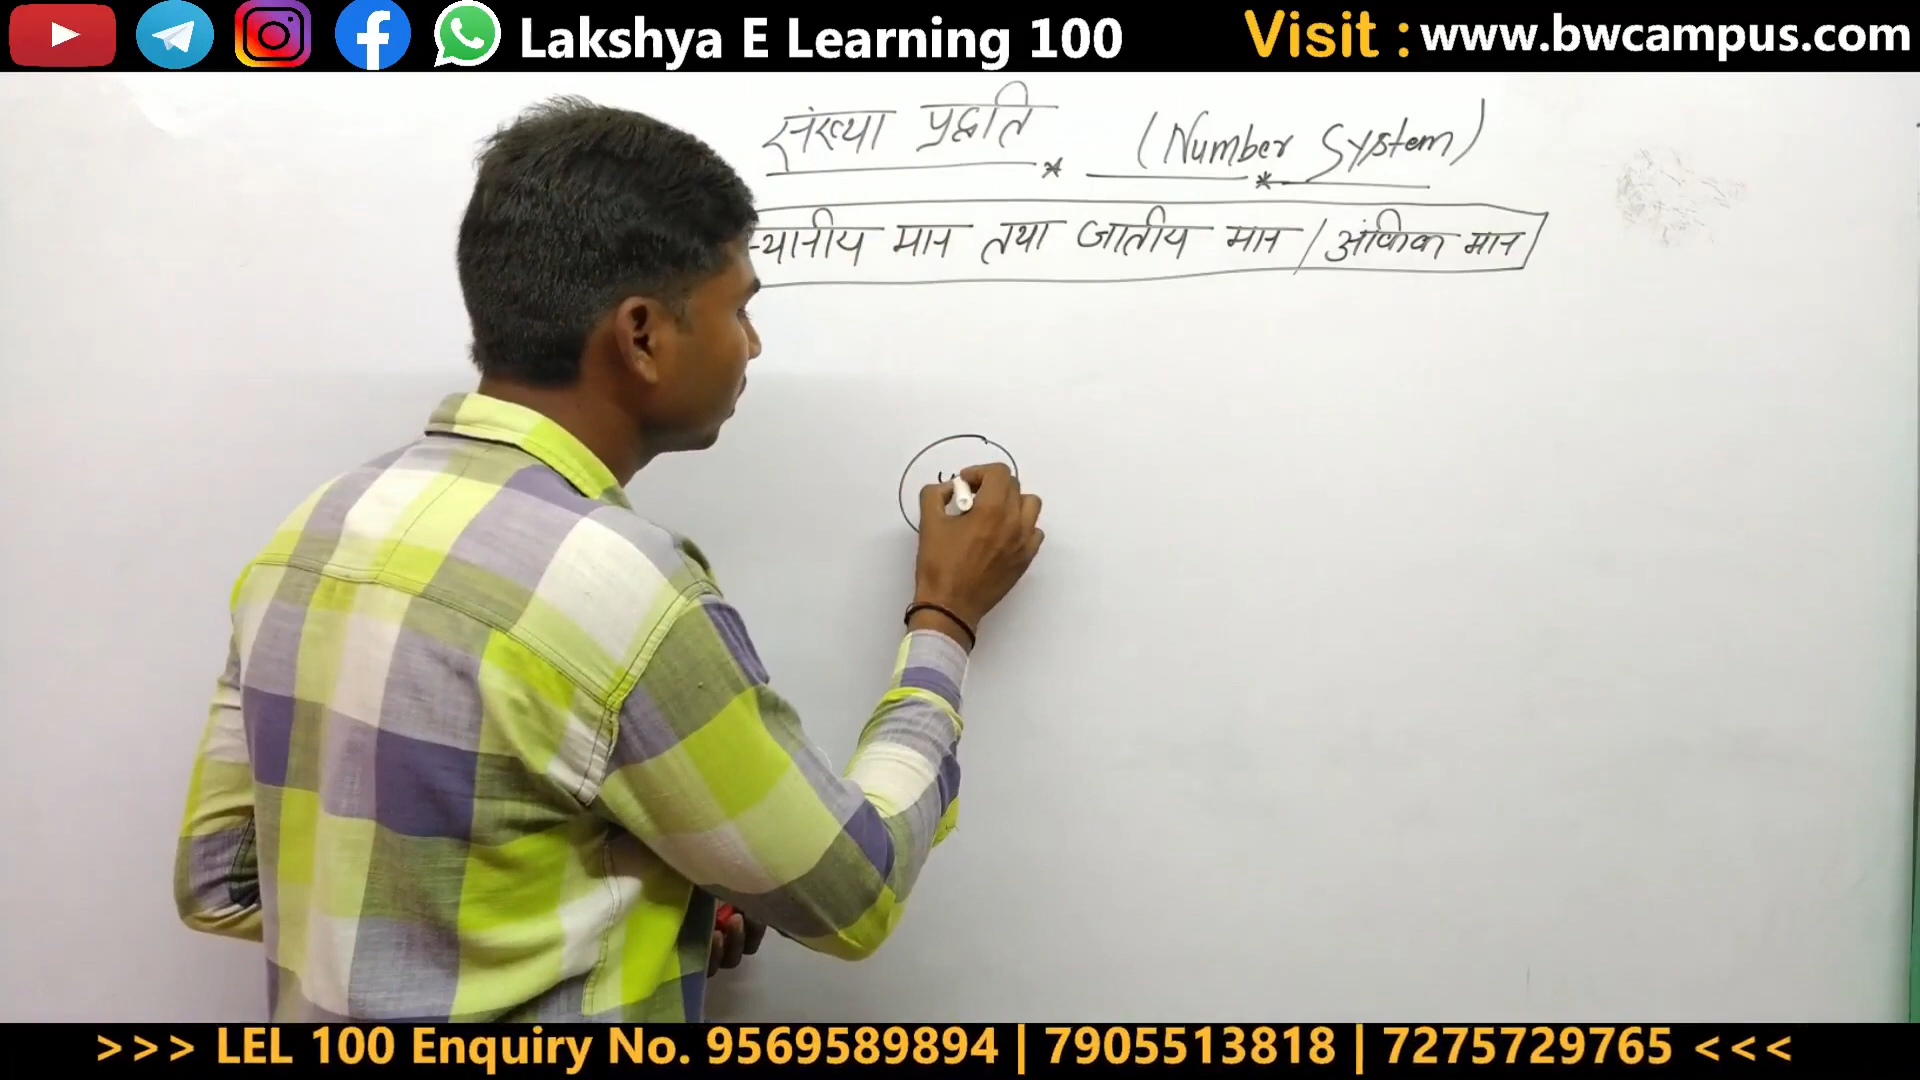 Lakshya E Learning 100 Visit : www.bwcampus.com
संख्या पद्धति (Number System)
स्थानीय मान तथा जातीय मान / आंकिक मान
>>> LEL 100 Enquiry No. 9569589894 | 7905513818 | 7275729765 <<<